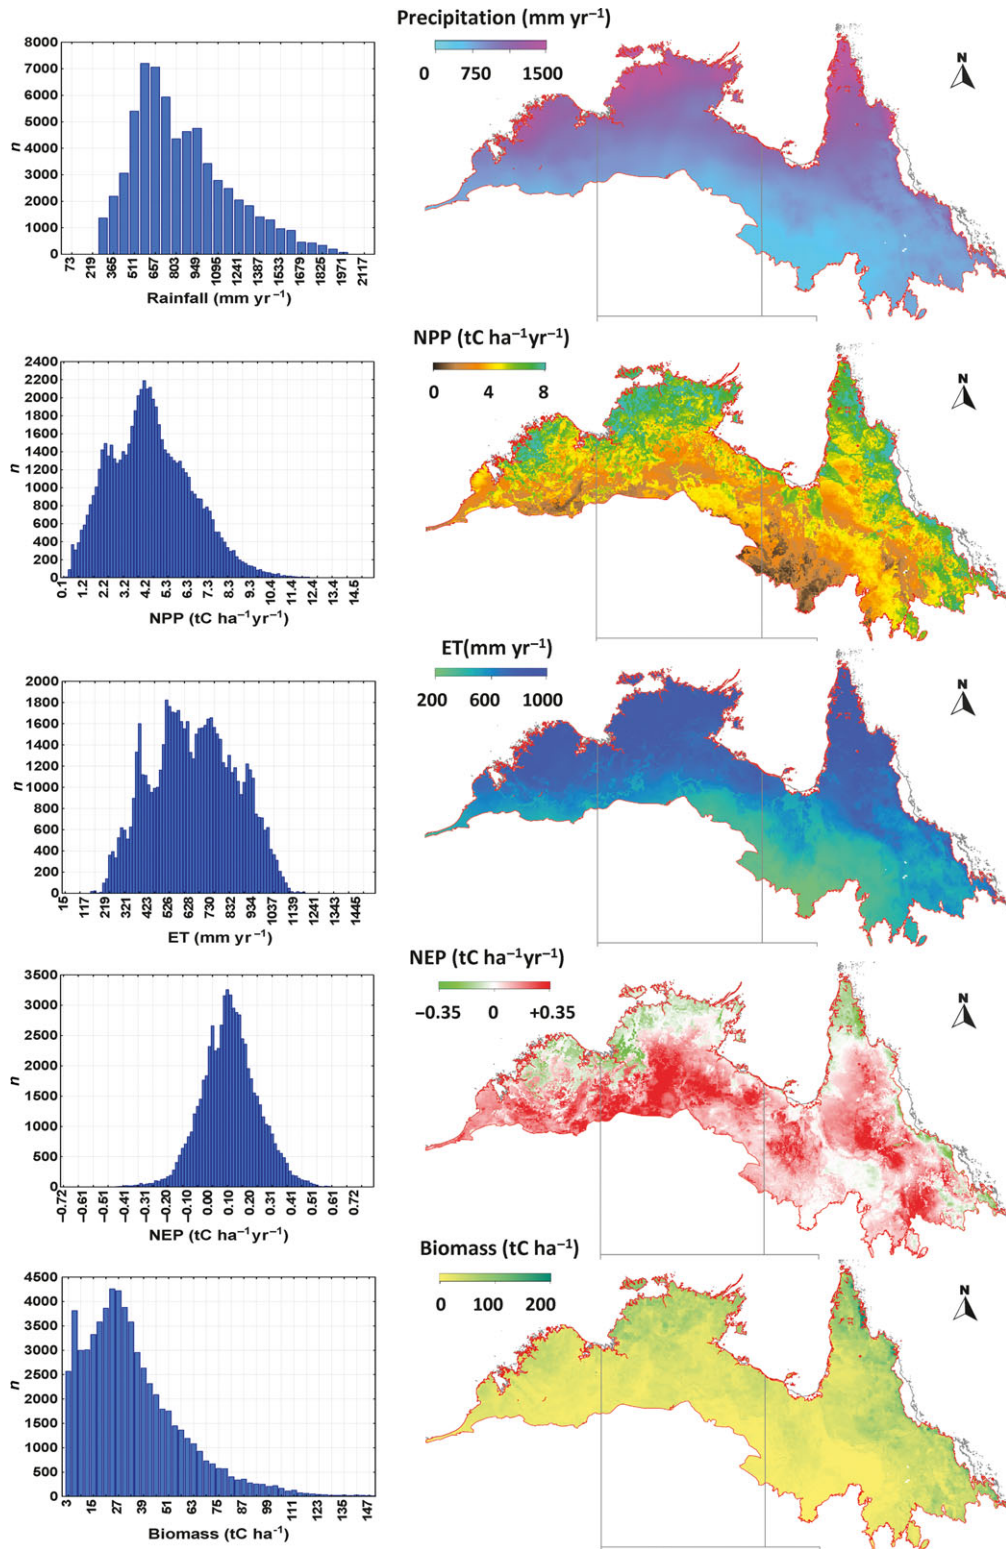 Precipitation (mm yr⁻¹)
0 750 1500
N
8000
7000
6000
5000
4000
3000
2000
1000
0
n
73 219 365 511 657 803 949 1095 1241 1387 1533 1679 1825 1971 2117
Rainfall (mm yr⁻¹)
NPP (tC ha⁻¹yr⁻¹)
0 4 8
N
2400
2200
2000
1800
1600
1400
1200
1000
800
600
400
200
0
n
0.1 1.2 2.2 3.2 4.2 5.3 6.3 7.3 8.3 9.3 10.4 11.4 12.4 13.4 14.5
NPP (tC ha⁻¹yr⁻¹)
ET(mm yr⁻¹)
200 600 1000
N
2000
1800
1600
1400
1200
1000
800
600
400
200
0
n
15 117 219 321 423 526 628 730 832 934 1037 1139 1241 1343 1445
ET (mm yr⁻¹)
NEP (tC ha⁻¹yr⁻¹)
−0.35 0 +0.35
N
3500
3000
2500
2000
1500
1000
500
0
n
−0.72 −0.61 −0.51 −0.41 −0.31 −0.20 −0.10 0.00 0.10 0.20 0.31 0.41 0.51 0.61 0.72
NEP (tC ha⁻¹yr⁻¹)
Biomass (tC ha⁻¹)
0 100 200
N
4500
4000
3500
3000
2500
2000
1500
1000
500
0
n
3 15 27 39 51 63 75 87 99 111 123 135 147
Biomass (tC ha⁻¹)